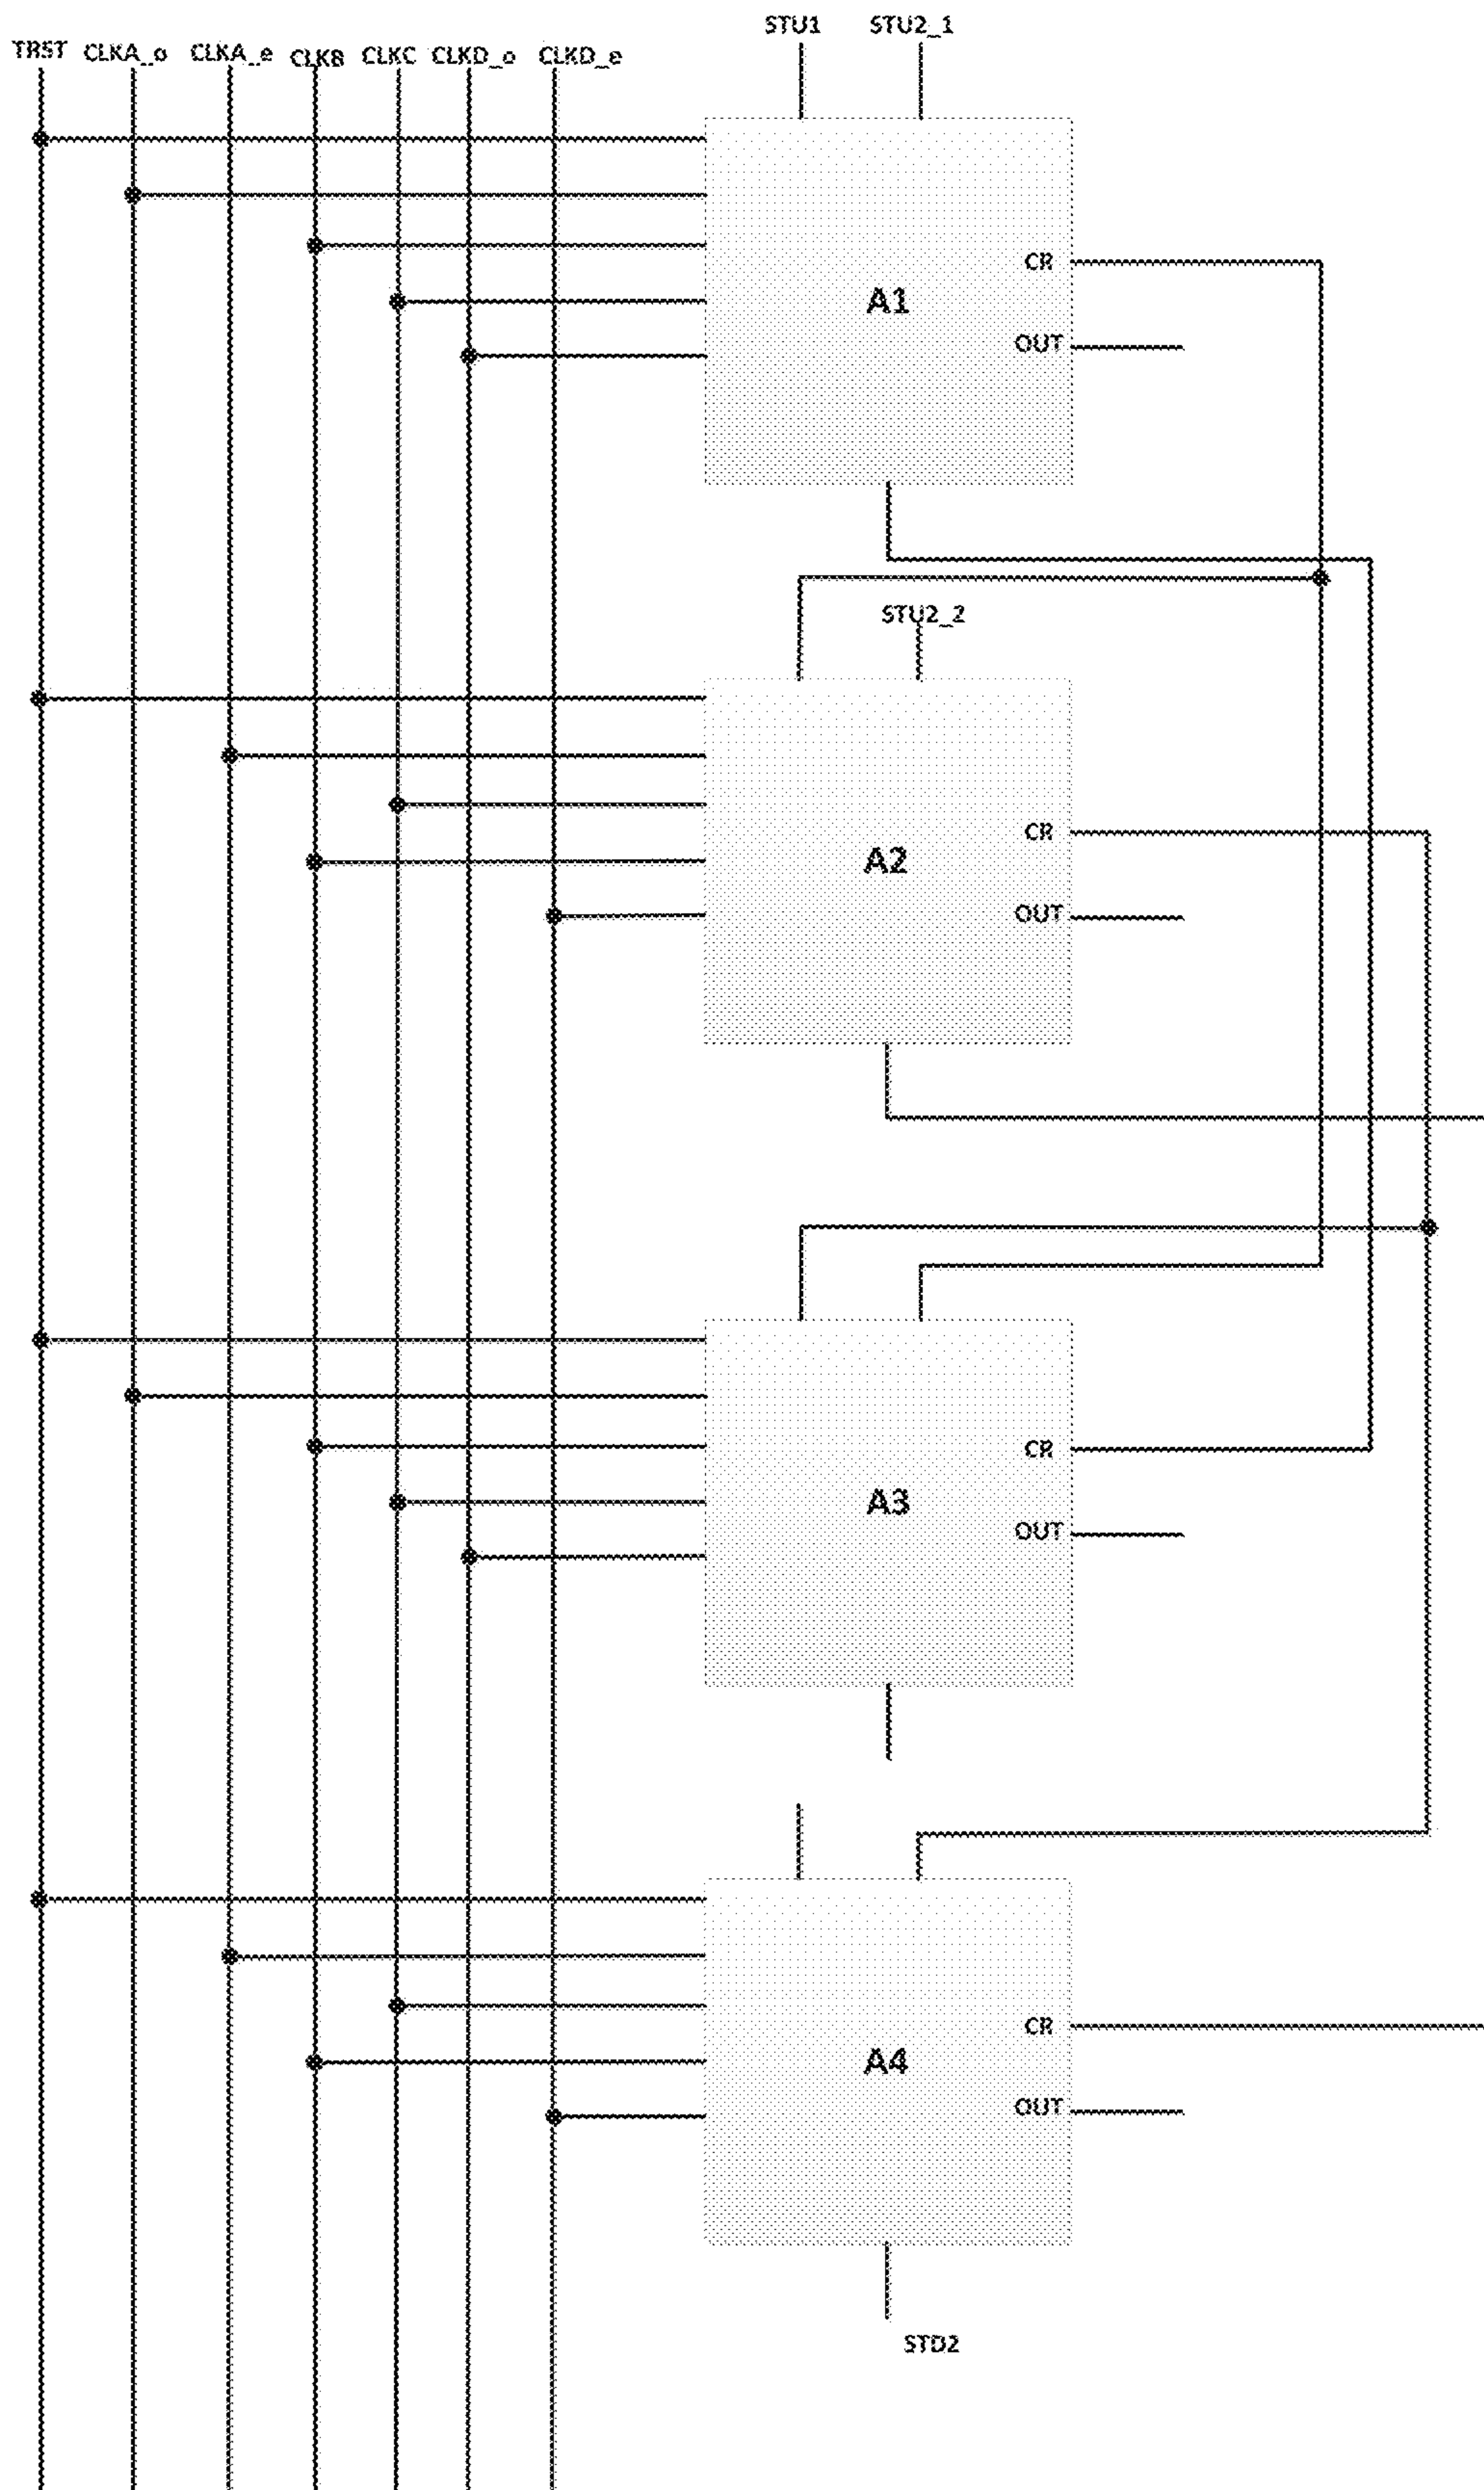 STU1 STU2_1
TRST CLKA_o CLKA_e CLKB CLKC CLKD_o CLKD_e
CR
A1
OUT
STU2_2
CR
A2
OUT
CR
A3
OUT
CR
A4
OUT
STD2